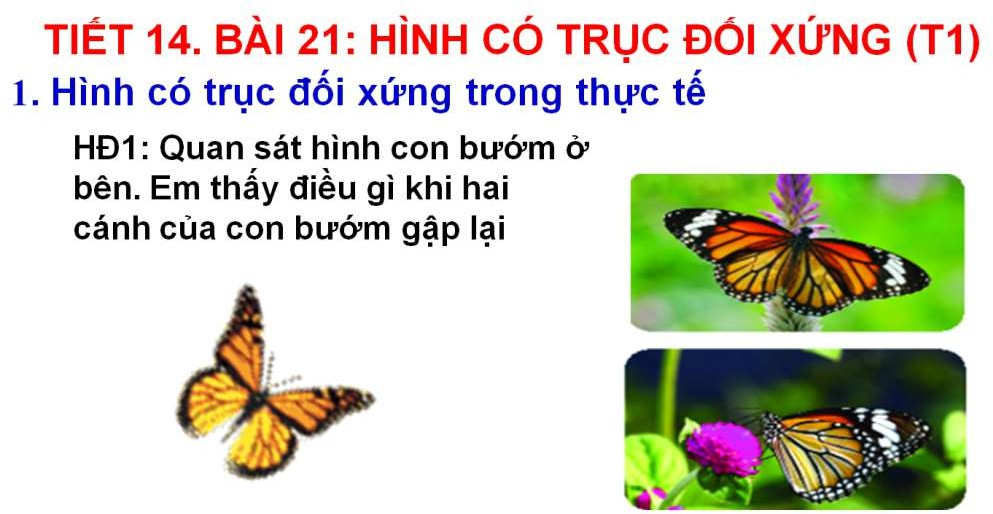 TIẾT 14. BÀI 21: HÌNH CÓ TRỤC ĐỐI XỨNG (T1)
1. Hình có trục đối xứng trong thực tế
HĐ1: Quan sát hình con bướm ở
bên. Em thấy điều gì khi hai
cánh của con bướm gập lại